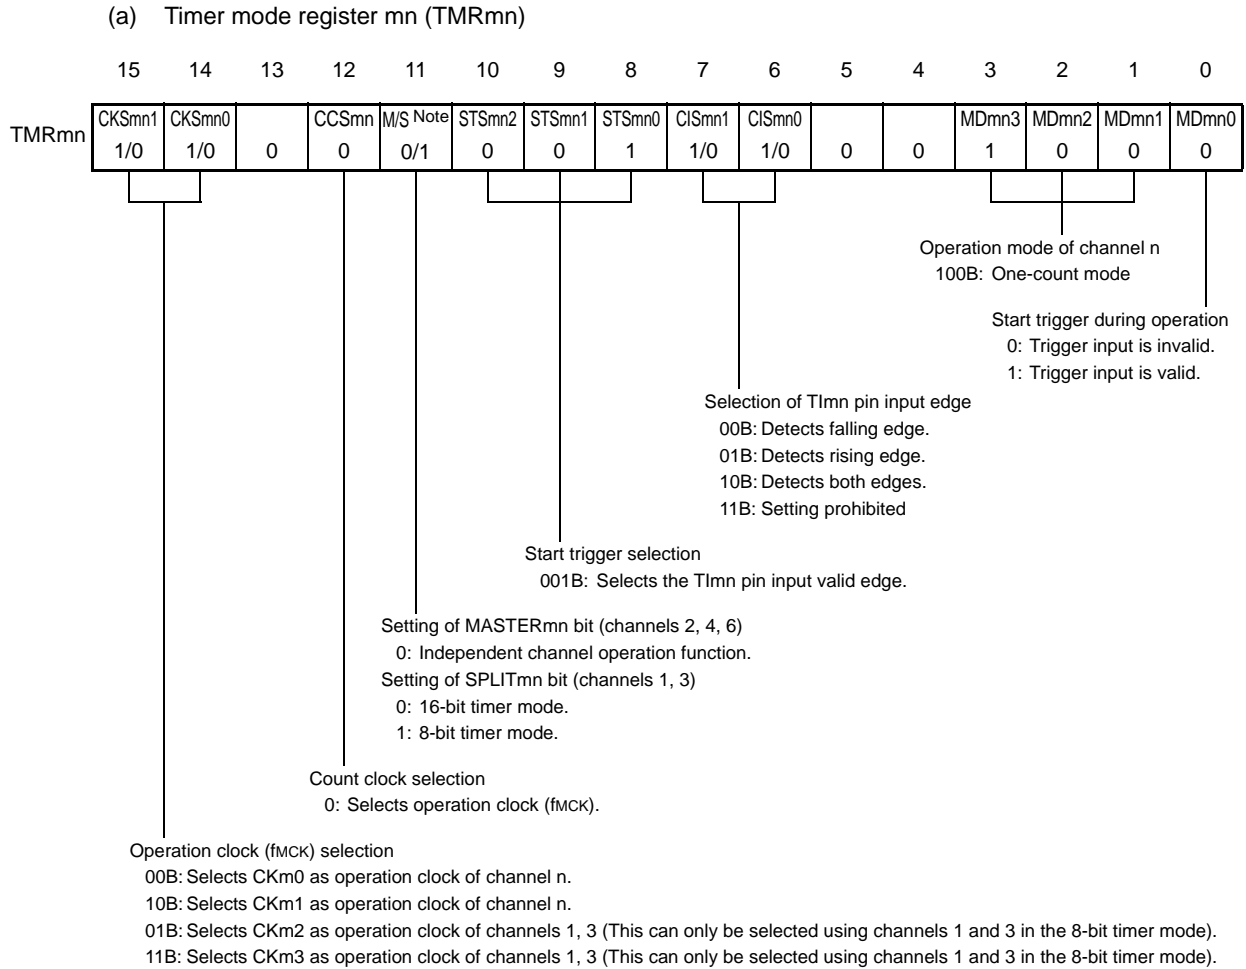 (a) Timer mode register mn (TMRmn)
15 14 13 12 11 10 9 8 7 6 5 4 3 2 1 0
TMRmn CKSmn1 CKSmn0 CCSmn M/S Note STSmn2 STSmn1 STSmn0 CISmn1 CISmn0 MDmn3 MDmn2 MDmn1 MDmn0
1/0 1/0 0 0 0/1 0 0 1 1/0 1/0 0 0 1 0 0 0
Operation mode of channel n
100B: One-count mode
Start trigger during operation
0: Trigger input is invalid.
1: Trigger input is valid.
Selection of TImn pin input edge
00B: Detects falling edge.
01B: Detects rising edge.
10B: Detects both edges.
11B: Setting prohibited
Start trigger selection
001B: Selects the TImn pin input valid edge.
Setting of MASTERmn bit (channels 2, 4, 6)
0: Independent channel operation function.
Setting of SPLITmn bit (channels 1, 3)
0: 16-bit timer mode.
1: 8-bit timer mode.
Count clock selection
0: Selects operation clock (fMCK).
Operation clock (fMCK) selection
00B: Selects CKm0 as operation clock of channel n.
10B: Selects CKm1 as operation clock of channel n.
01B: Selects CKm2 as operation clock of channels 1, 3 (This can only be selected using channels 1 and 3 in the 8-bit timer mode).
11B: Selects CKm3 as operation clock of channels 1, 3 (This can only be selected using channels 1 and 3 in the 8-bit timer mode).